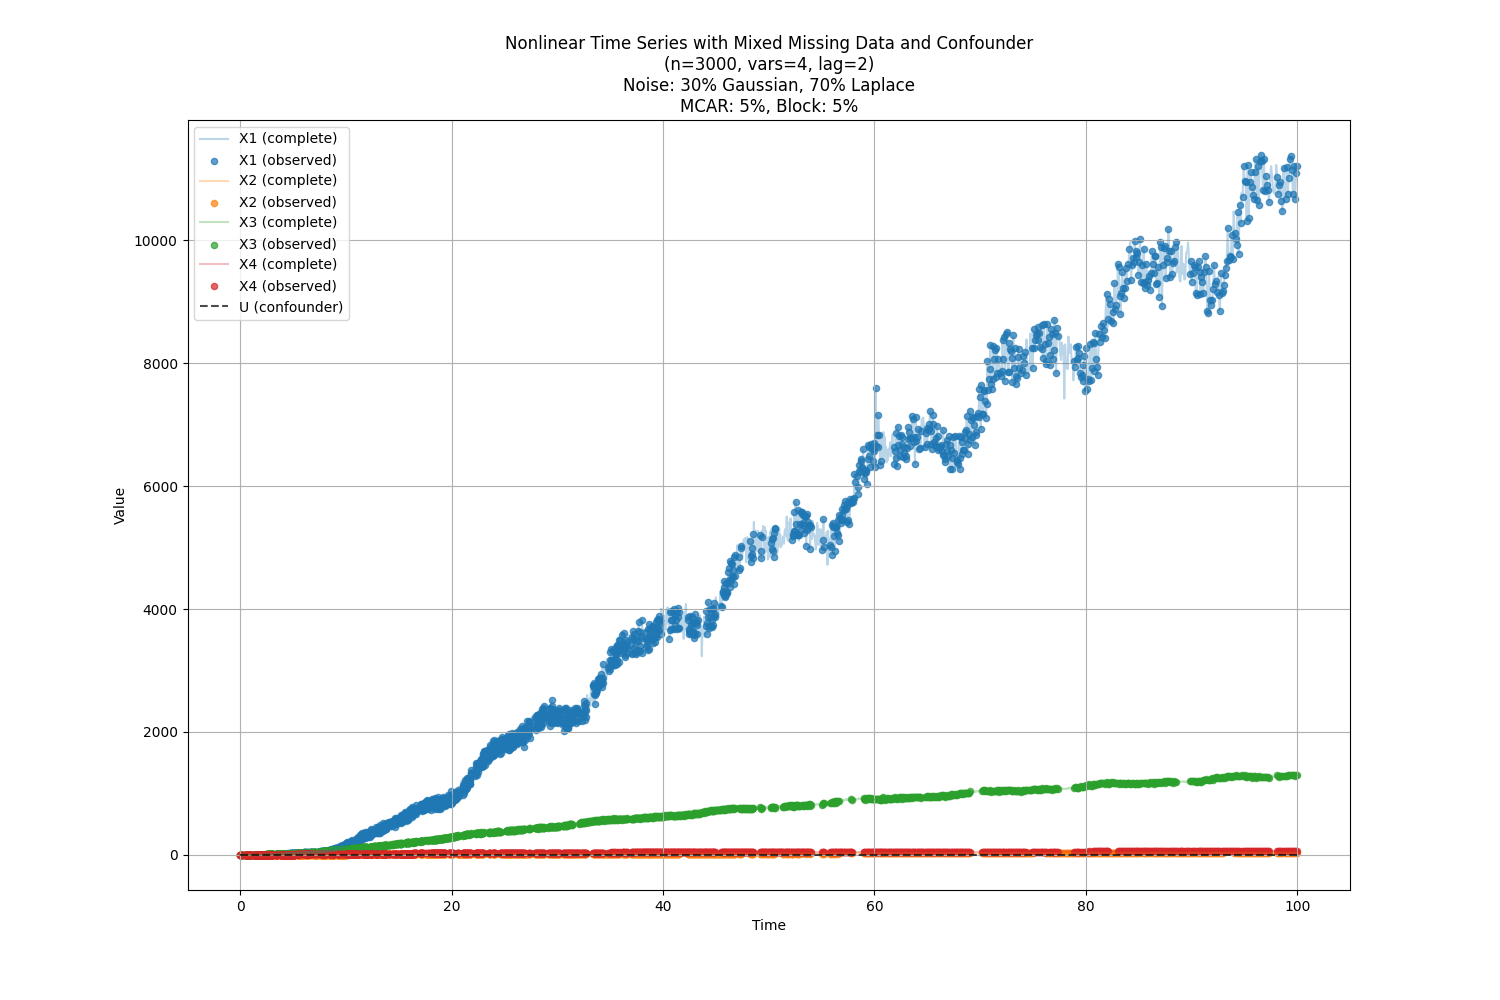 Nonlinear Time Series with Mixed Missing Data and Confounder
(n=3000, vars=4, lag=2)
Noise: 30% Gaussian, 70% Laplace
MCAR: 5%, Block: 5%
X1 (complete)
X1 (observed)
X2 (complete)
X2 (observed)
X3 (complete)
X3 (observed)
X4 (complete)
X4 (observed)
U (confounder)
10000
8000
6000
4000
2000
0
Value
0 20 40 60 80 100
Time